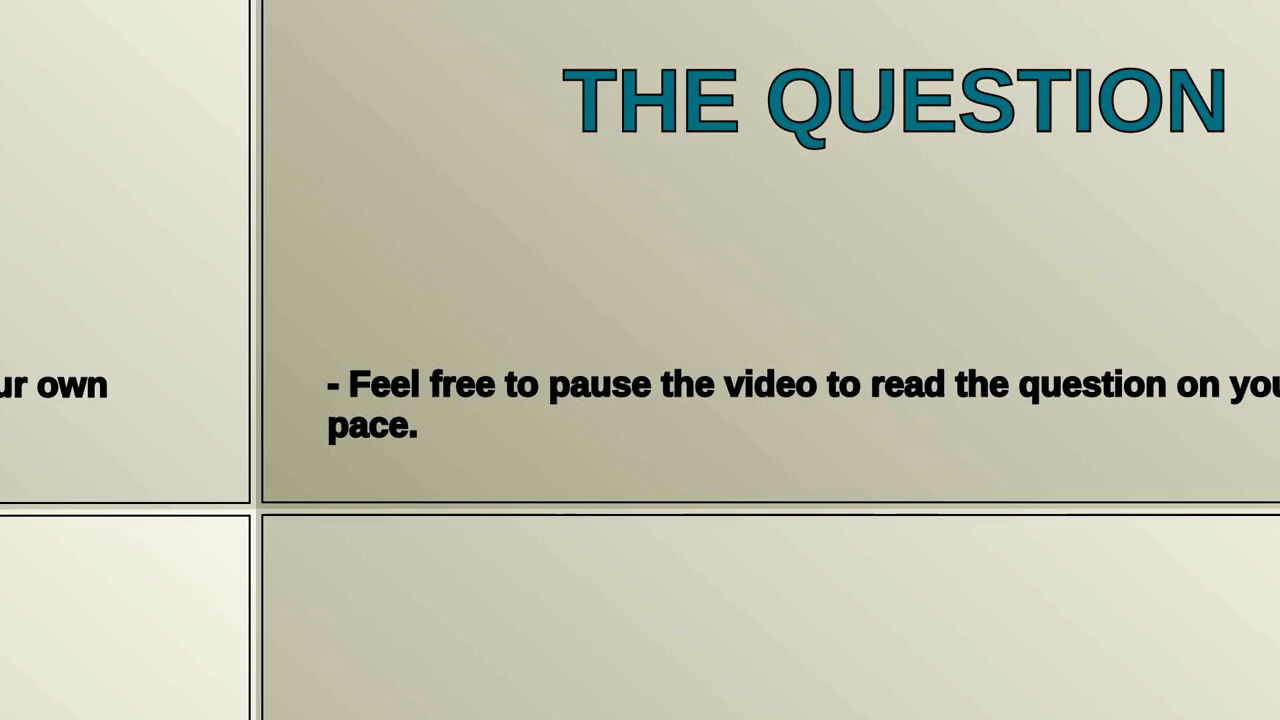 THE QUESTION
ur own
- Feel free to pause the video to read the question on you
pace.